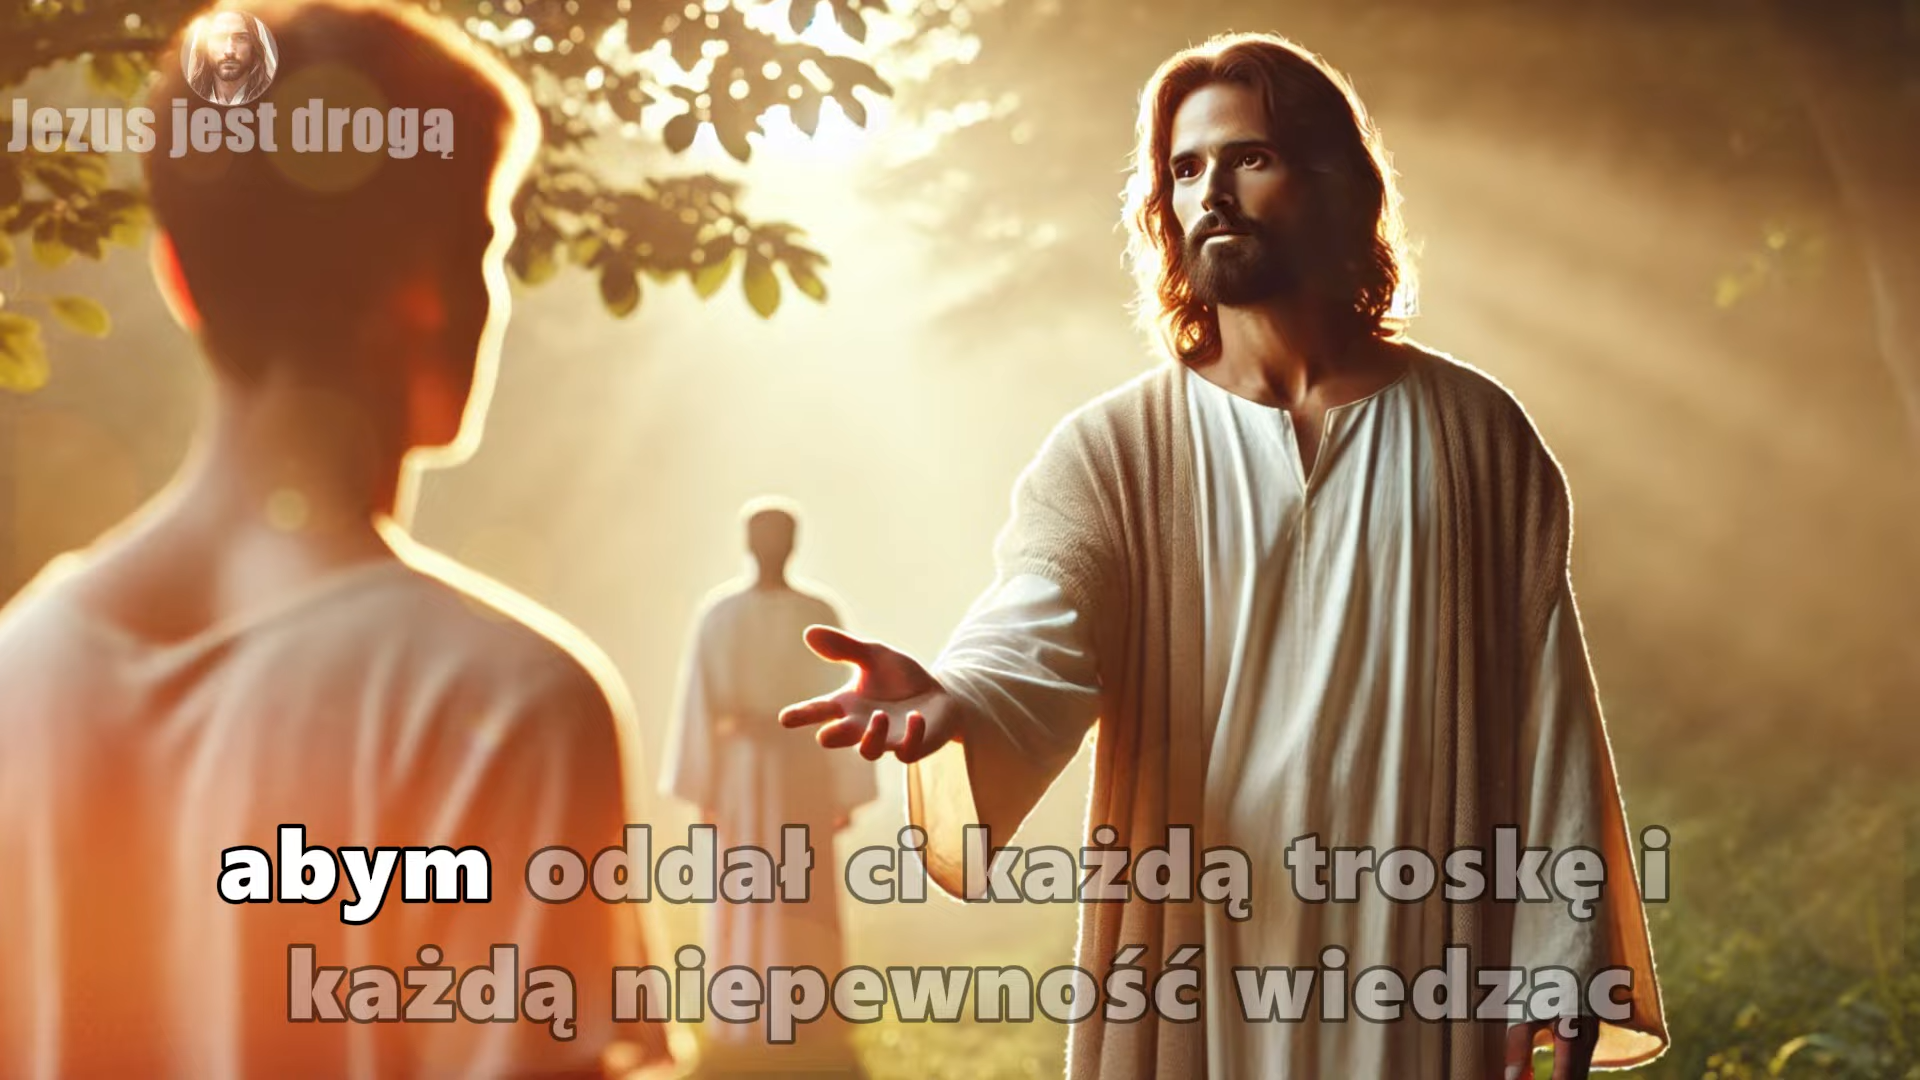 Jezus jest drogą
abym oddał ci każdą troskę i
każdą niepewność wiedząc